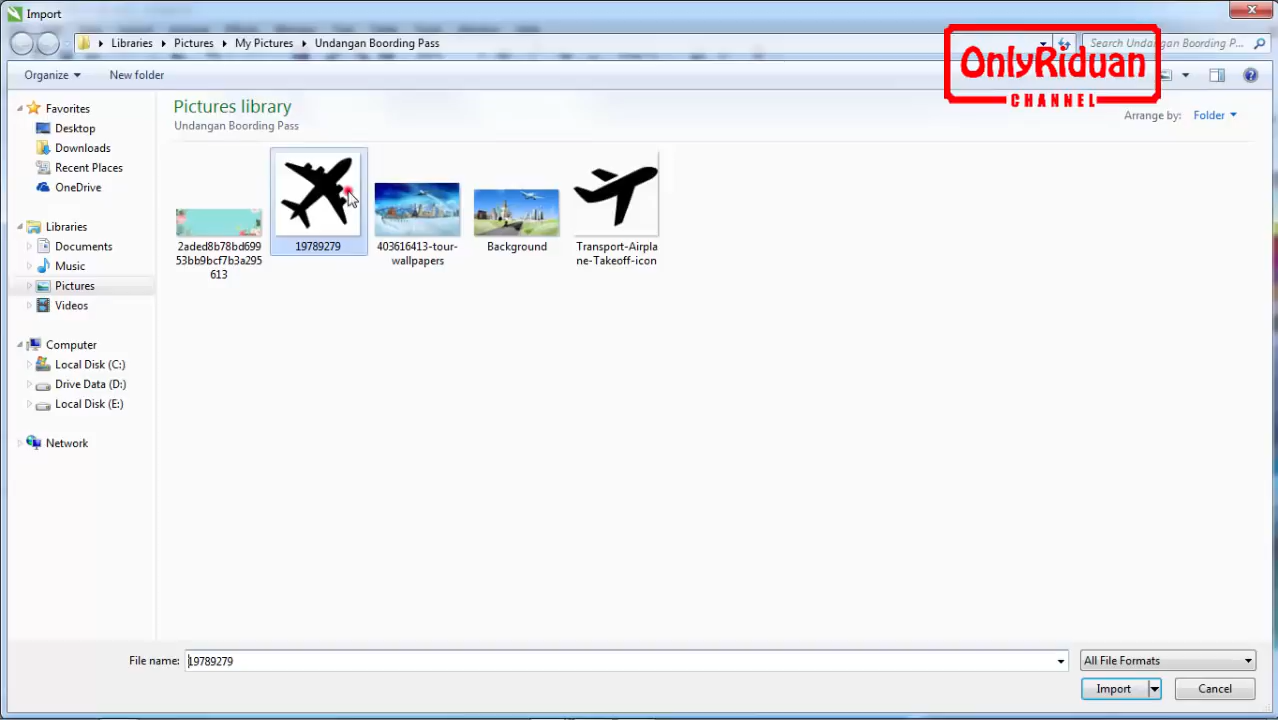 Import
Libraries
Pictures
My Pictures
Undangan Boording Pass
Search Undangan Boording P...
OnlyRiduan
CHANNEL
Organize
New folder
Favorites
Desktop
Downloads
Recent Places
OneDrive
Libraries
Documents
Music
Pictures
Videos
Computer
Local Disk (C:)
Drive Data (D:)
Local Disk (E:)
Network
Pictures library
Undangan Boording Pass
Arrange by:
Folder
2aded8b78bd699
53bb9bcf7b3a295
613
19789279
403616413-tour-
wallpapers
Background
Transport-Airpla
ne-Takeoff-icon
File name:
19789279
All File Formats
Import
Cancel